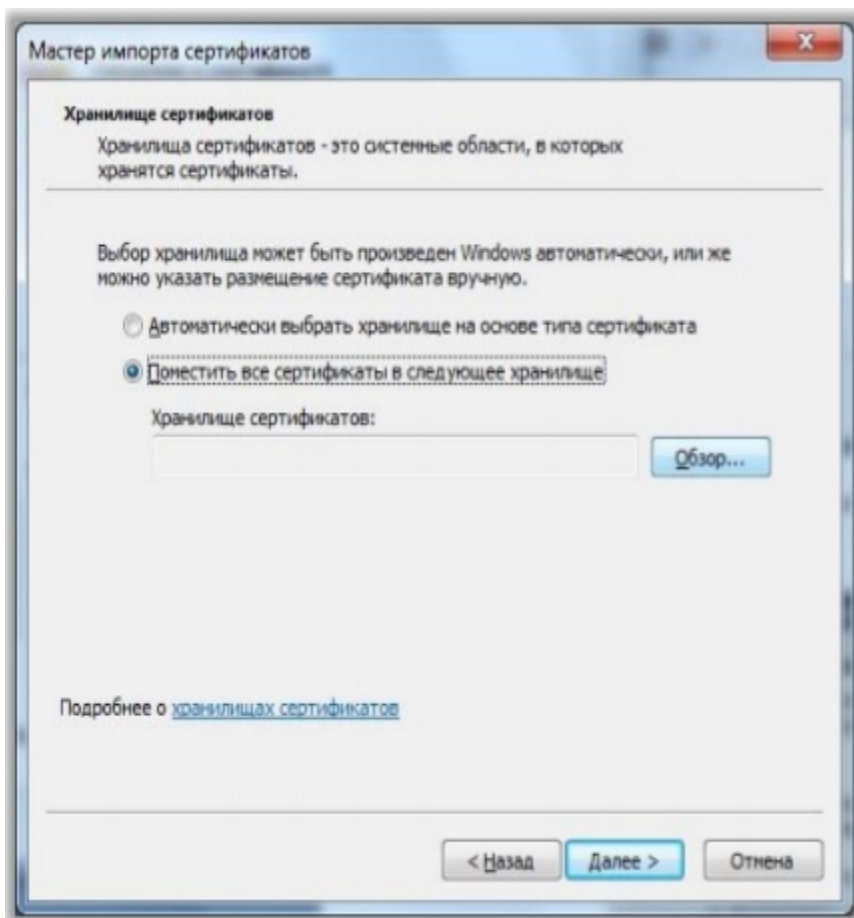 Мастер импорта сертификатов
Хранилище сертификатов
Хранилища сертификатов - это системные области, в которых
хранятся сертификаты.
Выбор хранилища может быть произведен Windows автоматически, или же
можно указать размещение сертификата вручную.
Автоматически выбрать хранилище на основе типа сертификата
Поместить все сертификаты в следующее хранилище
Хранилище сертификатов:
Обзор...
Подробнее о хранилищах сертификатов
< Назад Далее > Отмена